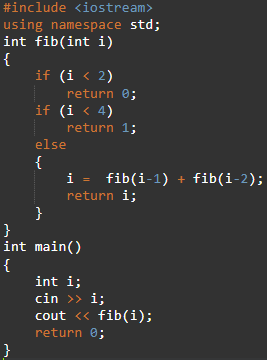 #include <iostream>
using namespace std;
int fib(int i)
{
    if (i < 2)
        return 0;
    if (i < 4)
        return 1;
    else
    {
        i =  fib(i-1) + fib(i-2);
        return i;
    }
}
int main()
{
    int i;
    cin >> i;
    cout << fib(i);
    return 0;
}